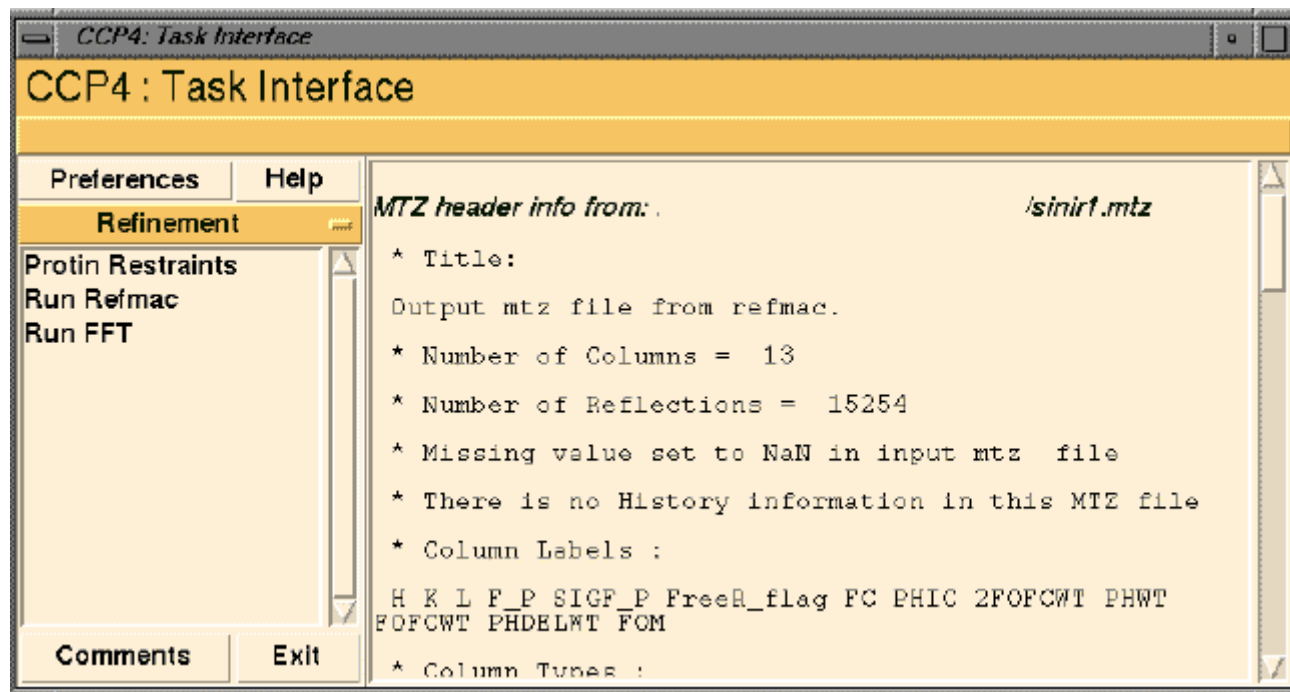 CCP4: Task Interface
CCP4 : Task Interface
Preferences Help
Refinement
Protin Restraints
Run Refmac
Run FFT
Comments Exit
MTZ header info from: . /sinir1.mtz
* Title:
Output mtz file from refmac.
* Number of Columns = 13
* Number of Reflections = 15254
* Missing value set to NaN in input mtz file
* There is no History information in this MTZ file
* Column Labels :
H K L F_P SIGF_P FreeR_flag FC PHIC 2FOFCWT PHWT
FOFCWT PHDELWT FOM
* Column Types :